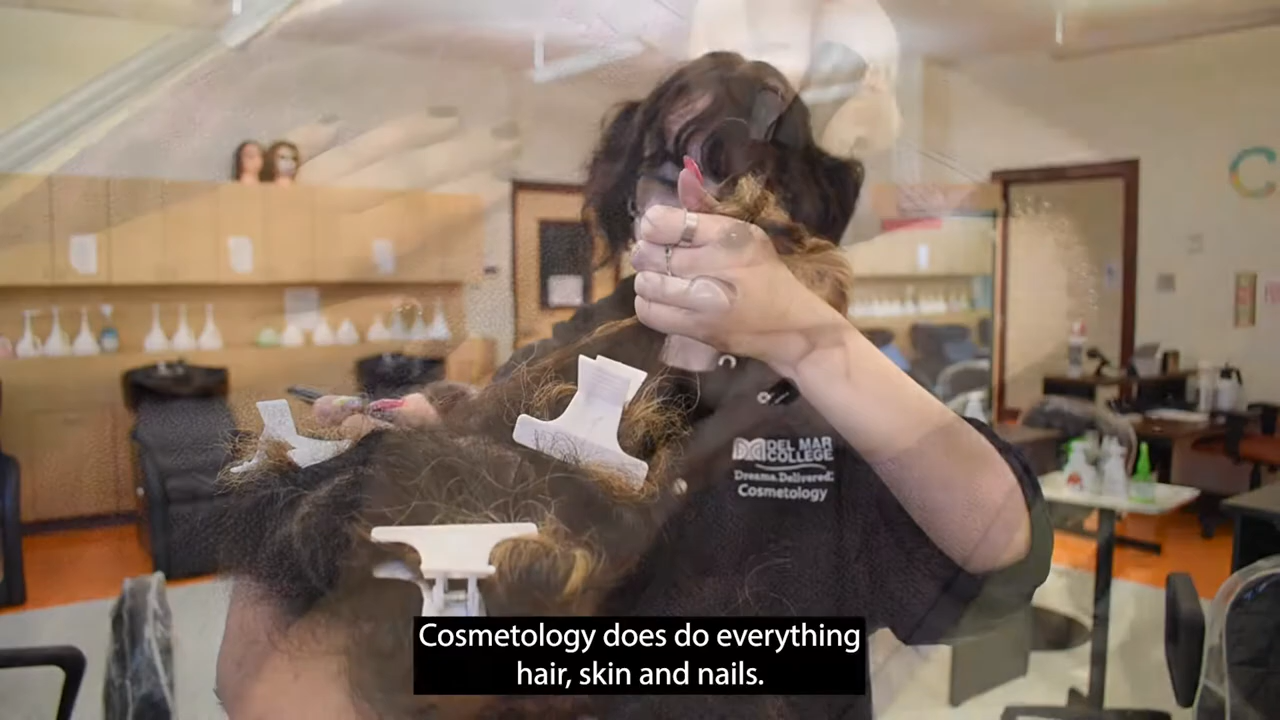 C
DEL MAR
COLLEGE
Dreams. Delivered.
Cosmetology
Cosmetology does do everything
hair, skin and nails.